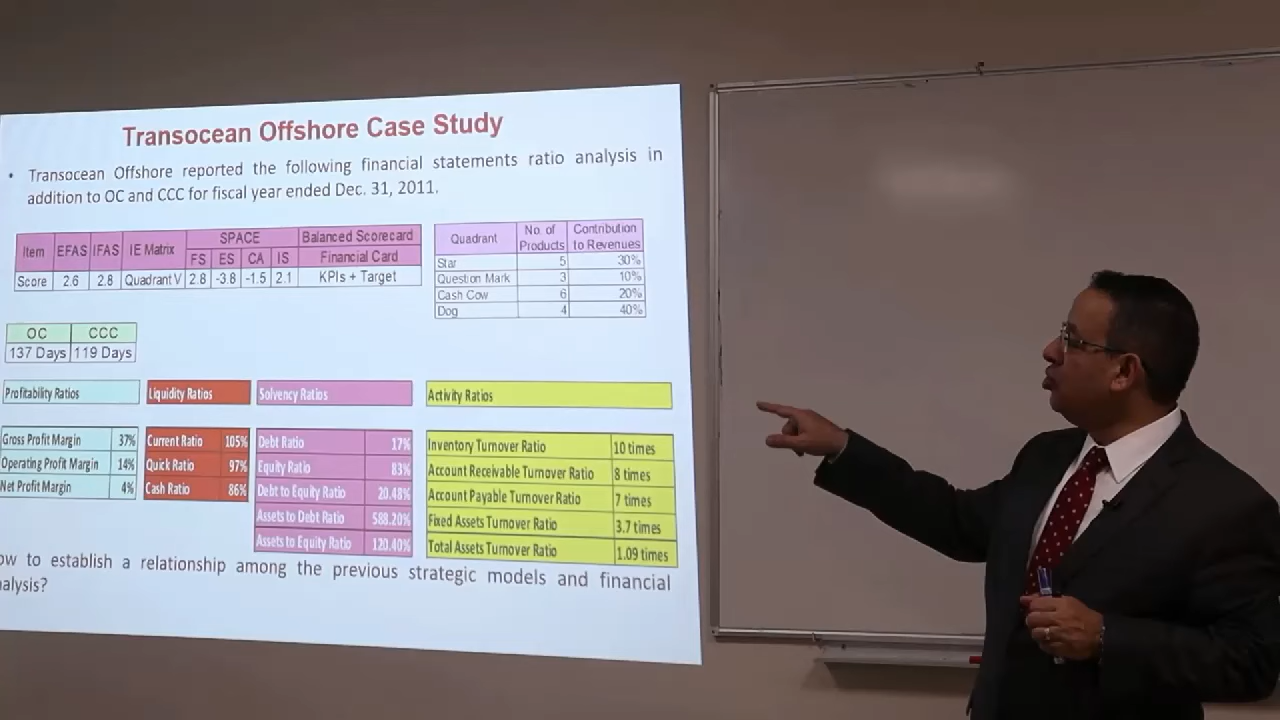 Transocean Offshore Case Study
• Transocean Offshore reported the following financial statements ratio analysis in
addition to OC and CCC for fiscal year ended Dec. 31, 2011.
Item EFAS IFAS IE Matrix SPACE Balanced Scorecard
FS ES CA IS Financial Card
Score 2.6 2.8 Quadrant V 2.8 -3.8 -1.5 2.1 KPIs + Target
Quadrant No. of Products Contribution to Revenues
Star 5 30%
Question Mark 3 10%
Cash Cow 6 20%
Dog 4 40%
OC CCC
137 Days 119 Days
Profitability Ratios
Gross Profit Margin 37%
Operating Profit Margin 14%
Net Profit Margin 4%
Liquidity Ratios
Current Ratio 105%
Quick Ratio 97%
Cash Ratio 86%
Solvency Ratios
Debt Ratio 17%
Equity Ratio 83%
Debt to Equity Ratio 20.48%
Assets to Debt Ratio 588.20%
Assets to Equity Ratio 120.40%
Activity Ratios
Inventory Turnover Ratio 10 times
Account Receivable Turnover Ratio 8 times
Account Payable Turnover Ratio 7 times
Fixed Assets Turnover Ratio 3.7 times
Total Assets Turnover Ratio 1.09 times
ow to establish a relationship among the previous strategic models and financial
alysis?